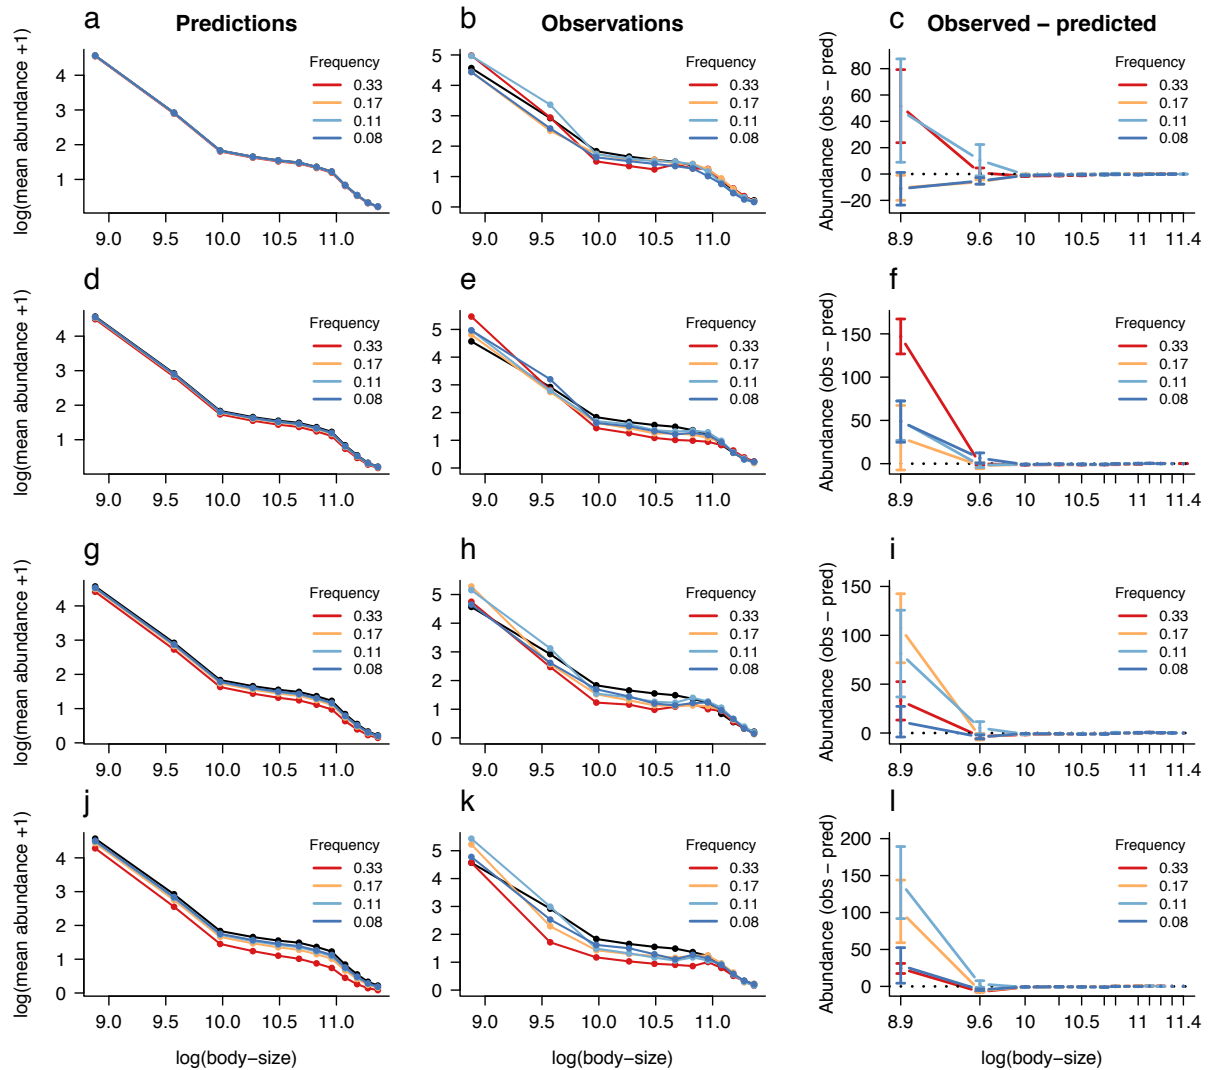 a Predictions b Observations c Observed − predicted
log(mean abundance +1)
4
3
2
1
9.0 9.5 10.0 10.5 11.0
Frequency
0.33
0.17
0.11
0.08
5
4
3
2
1
0
9.0 9.5 10.0 10.5 11.0
Frequency
0.33
0.17
0.11
0.08
Abundance (obs − pred)
80
60
40
20
0
−20
8.9 9.6 10 10.5 11 11.4
Frequency
0.33
0.17
0.11
0.08
d e f
log(mean abundance +1)
4
3
2
1
9.0 9.5 10.0 10.5 11.0
Frequency
0.33
0.17
0.11
0.08
5
4
3
2
1
0
9.0 9.5 10.0 10.5 11.0
Frequency
0.33
0.17
0.11
0.08
Abundance (obs − pred)
150
100
50
0
8.9 9.6 10 10.5 11 11.4
Frequency
0.33
0.17
0.11
0.08
g h i
log(mean abundance +1)
4
3
2
1
0
9.0 9.5 10.0 10.5 11.0
Frequency
0.33
0.17
0.11
0.08
5
4
3
2
1
0
9.0 9.5 10.0 10.5 11.0
Frequency
0.33
0.17
0.11
0.08
Abundance (obs − pred)
150
100
50
0
8.9 9.6 10 10.5 11 11.4
Frequency
0.33
0.17
0.11
0.08
j k l
log(mean abundance +1)
4
3
2
1
0
9.0 9.5 10.0 10.5 11.0
log(body−size)
Frequency
0.33
0.17
0.11
0.08
5
4
3
2
1
0
9.0 9.5 10.0 10.5 11.0
log(body−size)
Frequency
0.33
0.17
0.11
0.08
Abundance (obs − pred)
200
150
100
50
0
8.9 9.6 10 10.5 11 11.4
log(body−size)
Frequency
0.33
0.17
0.11
0.08